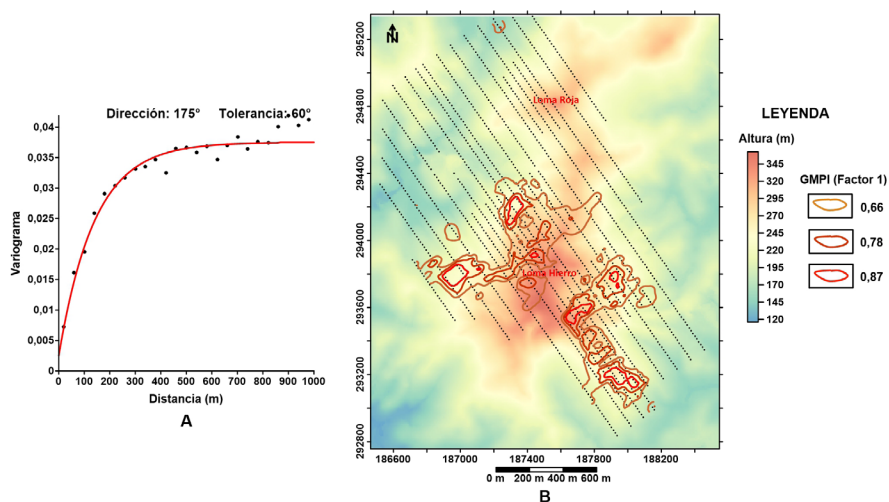 Dirección: 175º Tolerancia: 60º
0,04
0,035
0,03
0,025
0,02
0,015
0,01
0,005
0
Variograma
0 100 200 300 400 500 600 700 800 900 1000
Distancia (m)
A
N
295200
294800
294400
294000
293600
293200
292800
Loma Roja
Loma Hierro
186600 187000 187400 187800 188200
0 m 200 m 400 m 600 m
B
LEYENDA
Altura (m)
345
320
295
270
245
220
195
170
145
120
GMPI (Factor 1)
0,66
0,78
0,87